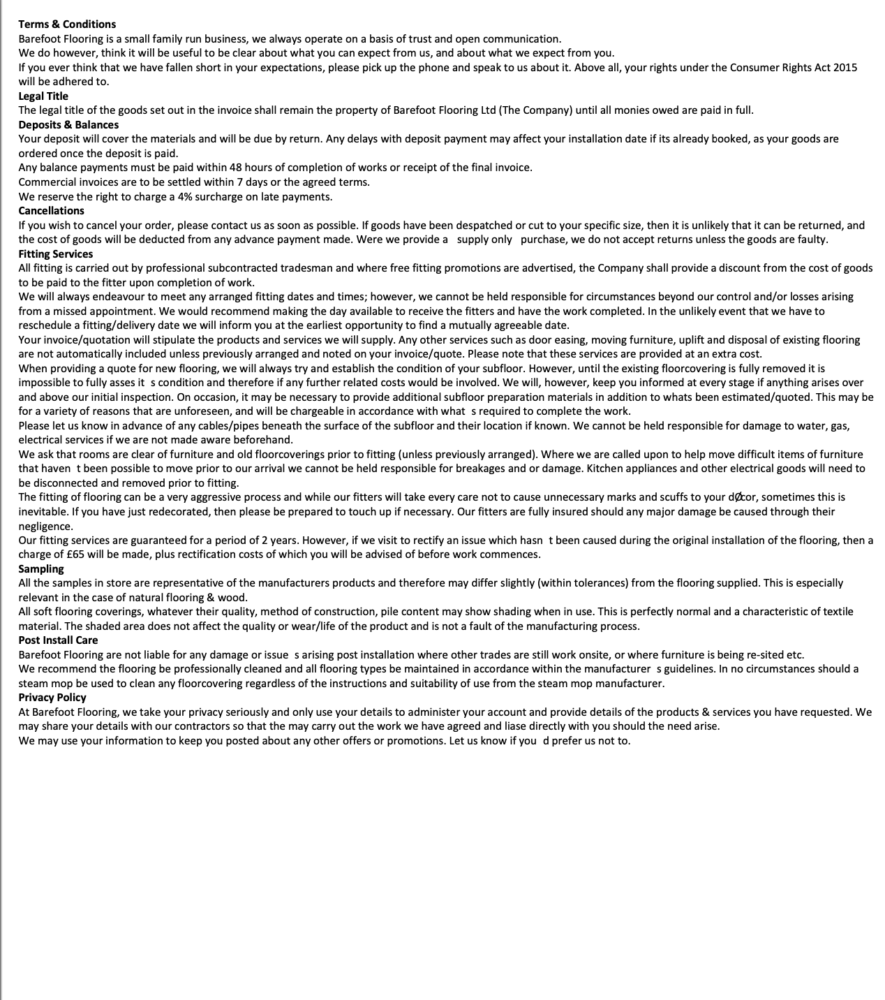 Terms & Conditions
Barefoot Flooring is a small family run business, we always operate on a basis of trust and open communication.
We do however, think it will be useful to be clear about what you can expect from us, and about what we expect from you.
If you ever think that we have fallen short in your expectations, please pick up the phone and speak to us about it. Above all, your rights under the Consumer Rights Act 2015
will be adhered to.
Legal Title
The legal title of the goods set out in the invoice shall remain the property of Barefoot Flooring Ltd (The Company) until all monies owed are paid in full.
Deposits & Balances
Your deposit will cover the materials and will be due by return. Any delays with deposit payment may affect your installation date if its already booked, as your goods are
ordered once the deposit is paid.
Any balance payments must be paid within 48 hours of completion of works or receipt of the final invoice.
Commercial invoices are to be settled within 7 days or the agreed terms.
We reserve the right to charge a 4% surcharge on late payments.
Cancellations
If you wish to cancel your order, please contact us as soon as possible. If goods have been despatched or cut to your specific size, then it is unlikely that it can be returned, and
the cost of goods will be deducted from any advance payment made. Were we provide a   supply only   purchase, we do not accept returns unless the goods are faulty.
Fitting Services
All fitting is carried out by professional subcontracted tradesman and where free fitting promotions are advertised, the Company shall provide a discount from the cost of goods
to be paid to the fitter upon completion of work.
We will always endeavour to meet any arranged fitting dates and times; however, we cannot be held responsible for circumstances beyond our control and/or losses arising
from a missed appointment. We would recommend making the day available to receive the fitters and have the work completed. In the unlikely event that we have to
reschedule a fitting/delivery date we will inform you at the earliest opportunity to find a mutually agreeable date.
Your invoice/quotation will stipulate the products and services we will supply. Any other services such as door easing, moving furniture, uplift and disposal of existing flooring
are not automatically included unless previously arranged and noted on your invoice/quote. Please note that these services are provided at an extra cost.
When providing a quote for new flooring, we will always try and establish the condition of your subfloor. However, until the existing floorcovering is fully removed it is
impossible to fully asses it  s condition and therefore if any further related costs would be involved. We will, however, keep you informed at every stage if anything arises over
and above our initial inspection. On occasion, it may be necessary to provide additional subfloor preparation materials in addition to whats been estimated/quoted. This may be
for a variety of reasons that are unforeseen, and will be chargeable in accordance with what  s required to complete the work.
Please let us know in advance of any cables/pipes beneath the surface of the subfloor and their location if known. We cannot be held responsible for damage to water, gas,
electrical services if we are not made aware beforehand.
We ask that rooms are clear of furniture and old floorcoverings prior to fitting (unless previously arranged). Where we are called upon to help move difficult items of furniture
that haven  t been possible to move prior to our arrival we cannot be held responsible for breakages and or damage. Kitchen appliances and other electrical goods will need to
be disconnected and removed prior to fitting.
The fitting of flooring can be a very aggressive process and while our fitters will take every care not to cause unnecessary marks and scuffs to your dØcor, sometimes this is
inevitable. If you have just redecorated, then please be prepared to touch up if necessary. Our fitters are fully insured should any major damage be caused through their
negligence.
Our fitting services are guaranteed for a period of 2 years. However, if we visit to rectify an issue which hasn  t been caused during the original installation of the flooring, then a
charge of £65 will be made, plus rectification costs of which you will be advised of before work commences.
Sampling
All the samples in store are representative of the manufacturers products and therefore may differ slightly (within tolerances) from the flooring supplied. This is especially
relevant in the case of natural flooring & wood.
All soft flooring coverings, whatever their quality, method of construction, pile content may show shading when in use. This is perfectly normal and a characteristic of textile
material. The shaded area does not affect the quality or wear/life of the product and is not a fault of the manufacturing process.
Post Install Care
Barefoot Flooring are not liable for any damage or issue  s arising post installation where other trades are still work onsite, or where furniture is being re-sited etc.
We recommend the flooring be professionally cleaned and all flooring types be maintained in accordance within the manufacturer  s guidelines. In no circumstances should a
steam mop be used to clean any floorcovering regardless of the instructions and suitability of use from the steam mop manufacturer.
Privacy Policy
At Barefoot Flooring, we take your privacy seriously and only use your details to administer your account and provide details of the products & services you have requested. We
may share your details with our contractors so that the may carry out the work we have agreed and liase directly with you should the need arise.
We may use your information to keep you posted about any other offers or promotions. Let us know if you  d prefer us not to.